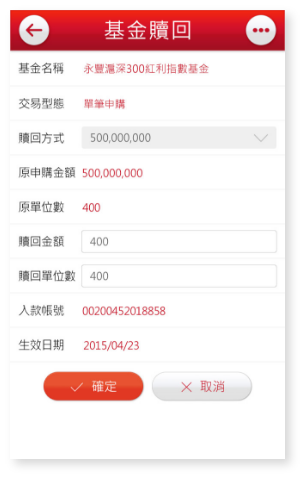 基金贖回
基金名稱 永豐滬深300紅利指數基金
交易型態 單筆申購
贖回方式 500,000,000
原申購金額 500,000,000
原單位數 400
贖回金額 400
贖回單位數 400
入款帳號 00200452018858
生效日期 2015/04/23
確定 取消